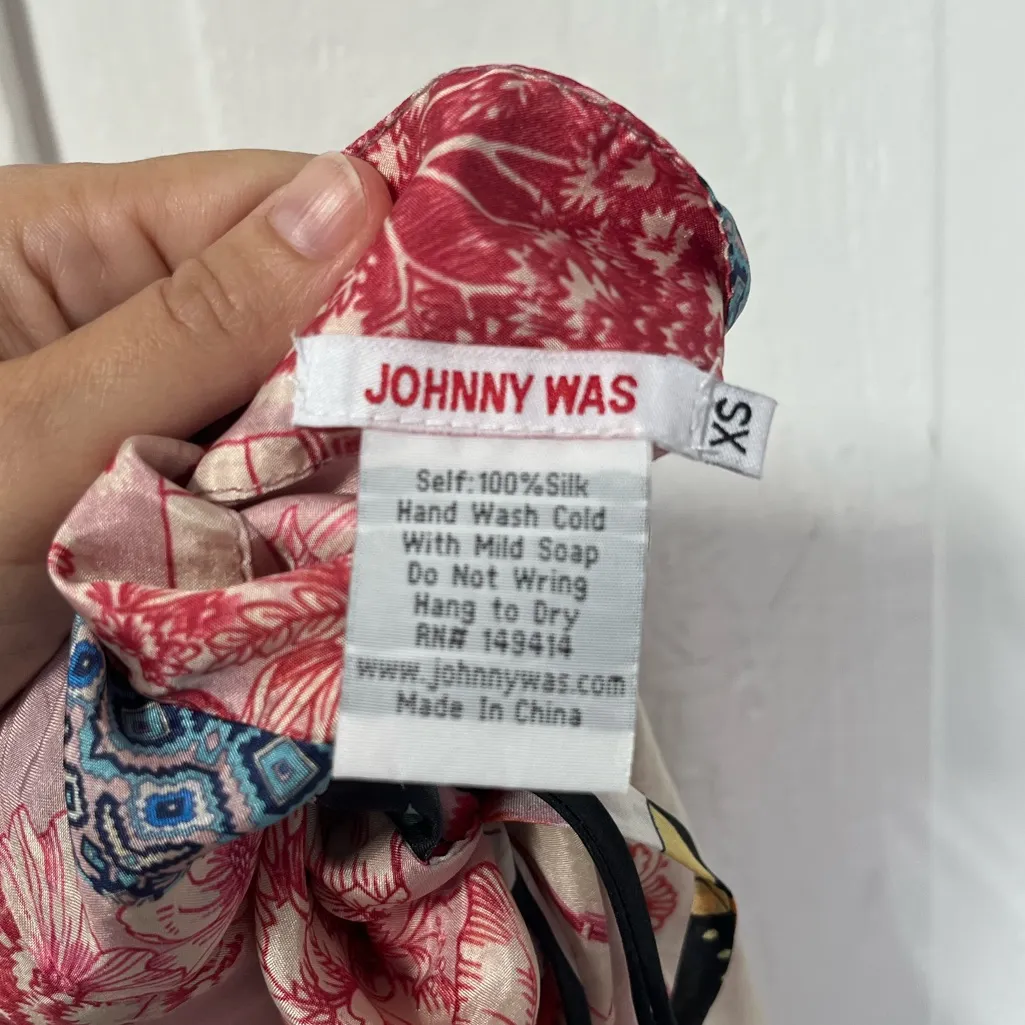 JOHNNY WAS
XS
Self:100%Silk
Hand Wash Cold
With Mild Soap
Do Not Wring
Hang to Dry
RN# 149414
www.johnnywas.com
Made In China